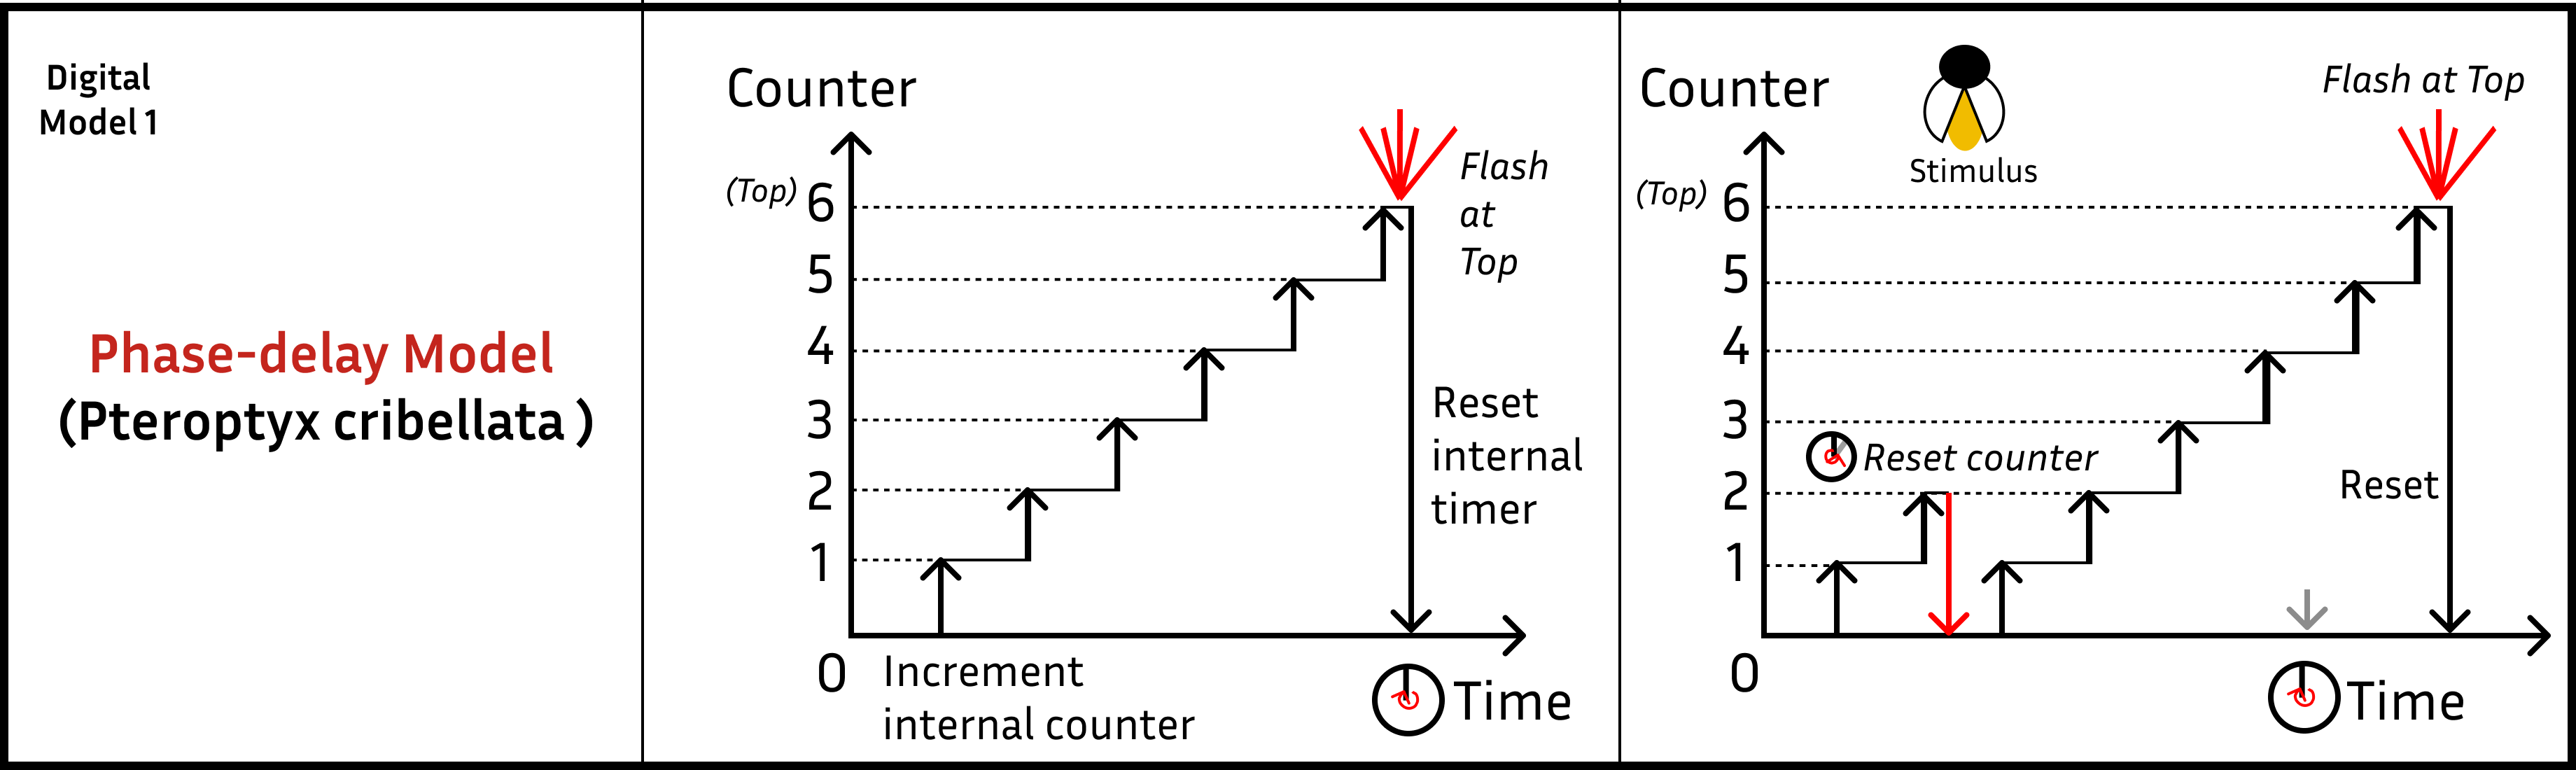 Digital
Model 1
Phase-delay Model
(Pteroptyx cribellata )
Counter
(Top) 6
5
4
3
2
1
0
Flash
at
Top
Reset
internal
timer
Increment
internal counter
Time
Counter
Stimulus
Flash at Top
(Top) 6
5
4
3
2
1
0
Reset counter
Reset
Time